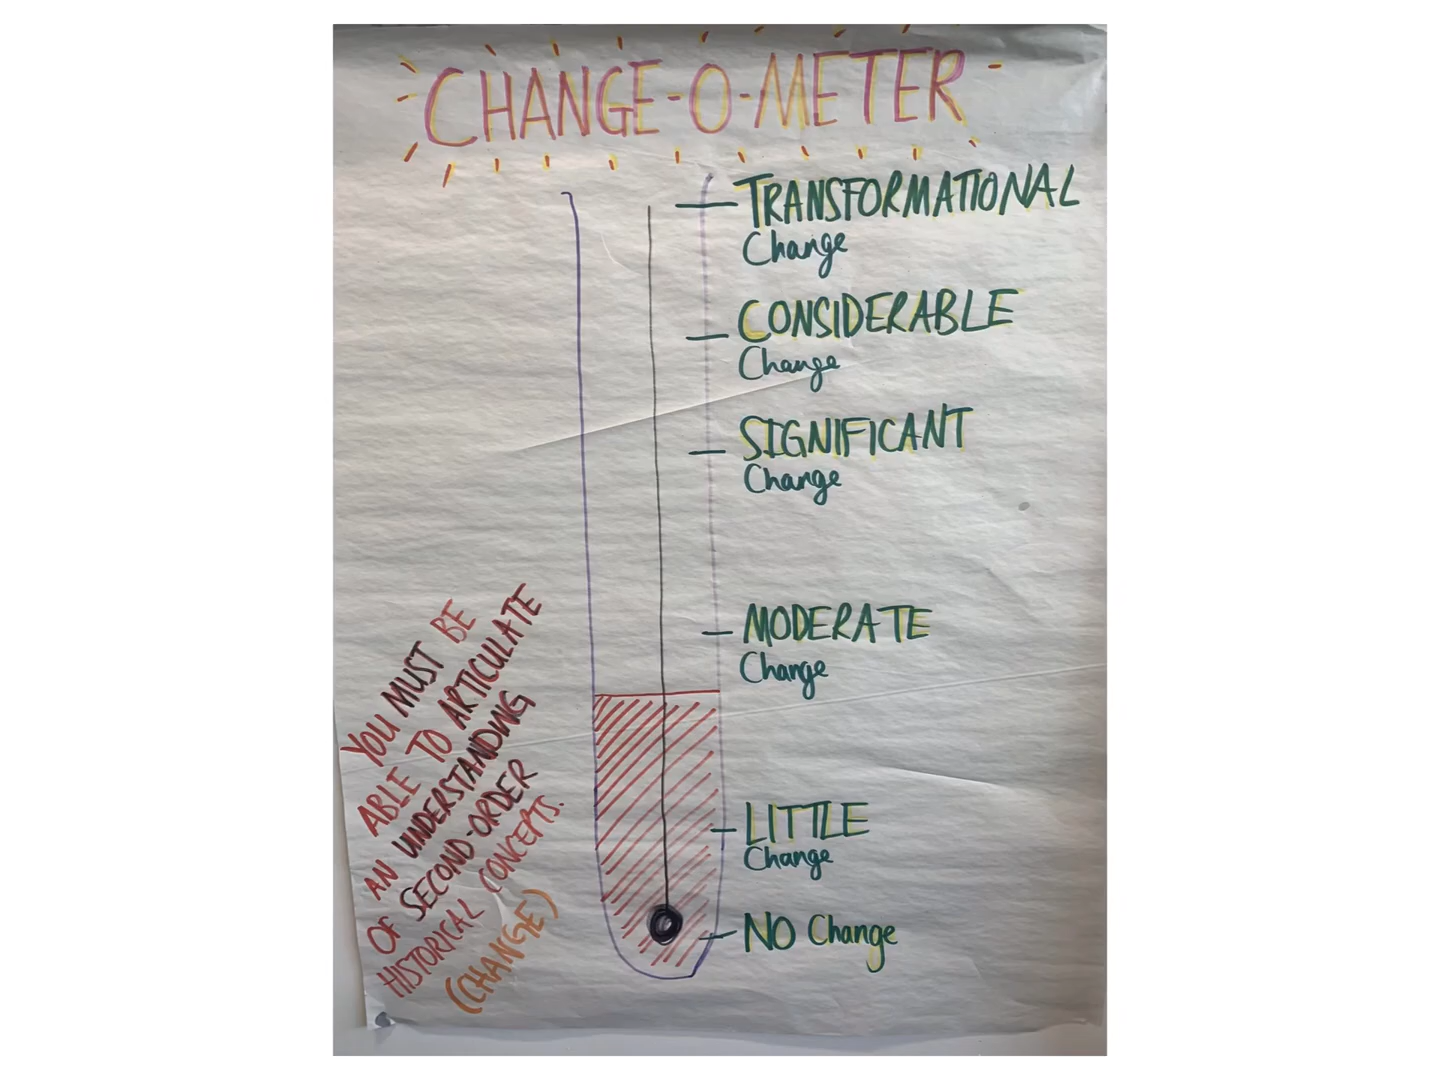 CHANGE-O-METER
TRANSFORMATIONAL
Change
CONSIDERABLE
Change
SIGNIFICANT
Change
MODERATE
Change
LITTLE
Change
NO Change
YOU MUST BE
ABLE TO ARTICULATE
AN UNDERSTANDING
OF SECOND-ORDER
HISTORICAL CONCEPTS.
(CHANGE)